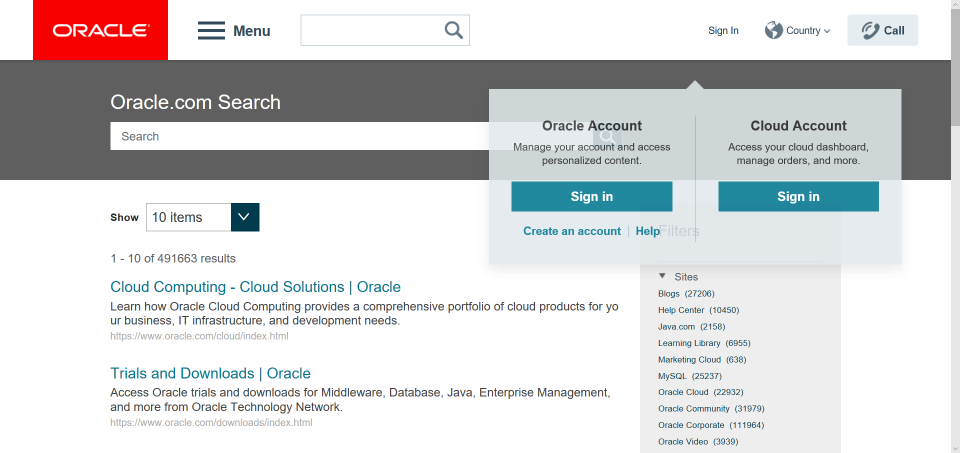 ORACLE
Menu
Sign In
Country
Call
Oracle.com Search
Search
Oracle Account
Manage your account and access
personalized content.
Sign in
Create an account | Help
Cloud Account
Access your cloud dashboard,
manage orders, and more.
Sign in
Show
10 items
1 - 10 of 491663 results
Cloud Computing - Cloud Solutions | Oracle
Learn how Oracle Cloud Computing provides a comprehensive portfolio of cloud products for yo
ur business, IT infrastructure, and development needs.
https://www.oracle.com/cloud/index.html
Trials and Downloads | Oracle
Access Oracle trials and downloads for Middleware, Database, Java, Enterprise Management,
and more from Oracle Technology Network.
https://www.oracle.com/downloads/index.html
Filters
Sites
Blogs (27206)
Help Center (10450)
Java.com (2158)
Learning Library (6955)
Marketing Cloud (638)
MySQL (25237)
Oracle Cloud (22932)
Oracle Community (31979)
Oracle Corporate (111964)
Oracle Video (3939)